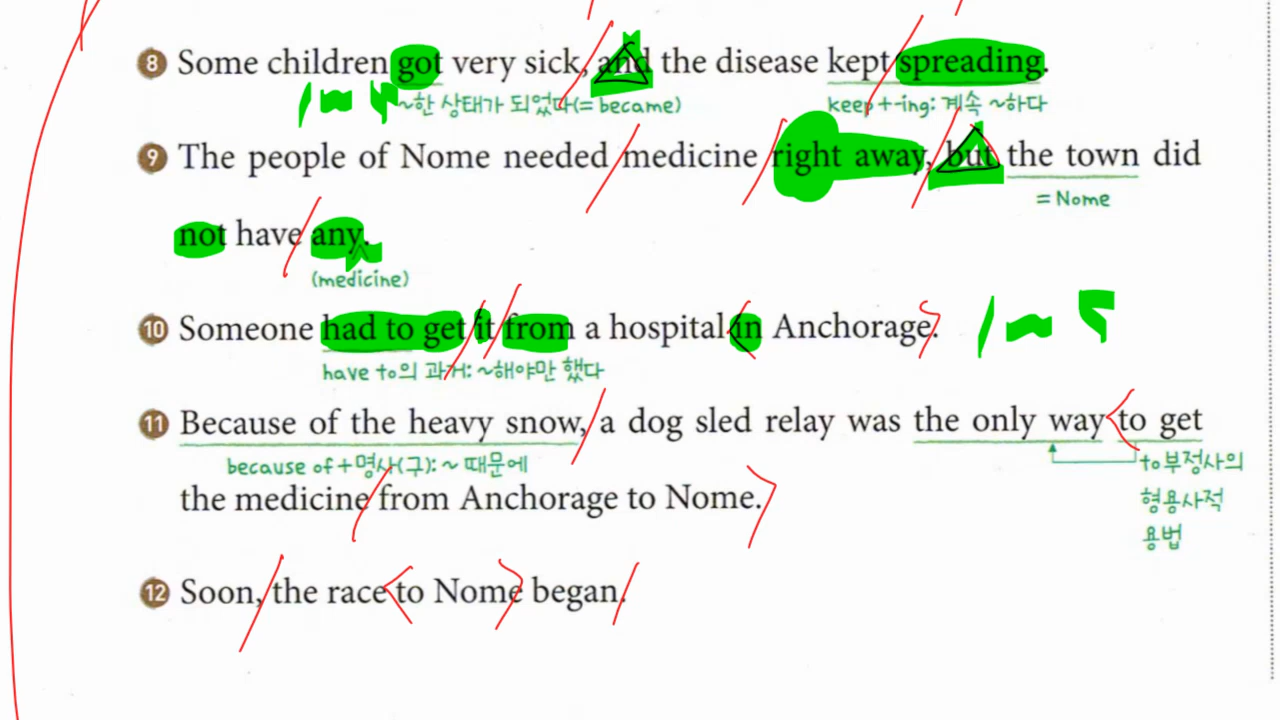 8 Some children got very sick, and the disease kept spreading.
~한 상태가 되었다(= became) keep+-ing: 계속 ~하다
9 The people of Nome needed medicine right away, but the town did
= Nome
not have any.
(medicine)
10 Someone had to get it from a hospital in Anchorage.
have to의 과거: ~해야만 했다
11 Because of the heavy snow, a dog sled relay was the only way to get
because of+명사(구): ~ 때문에 to부정사의
the medicine from Anchorage to Nome. 형용사적
용법
12 Soon, the race to Nome began.